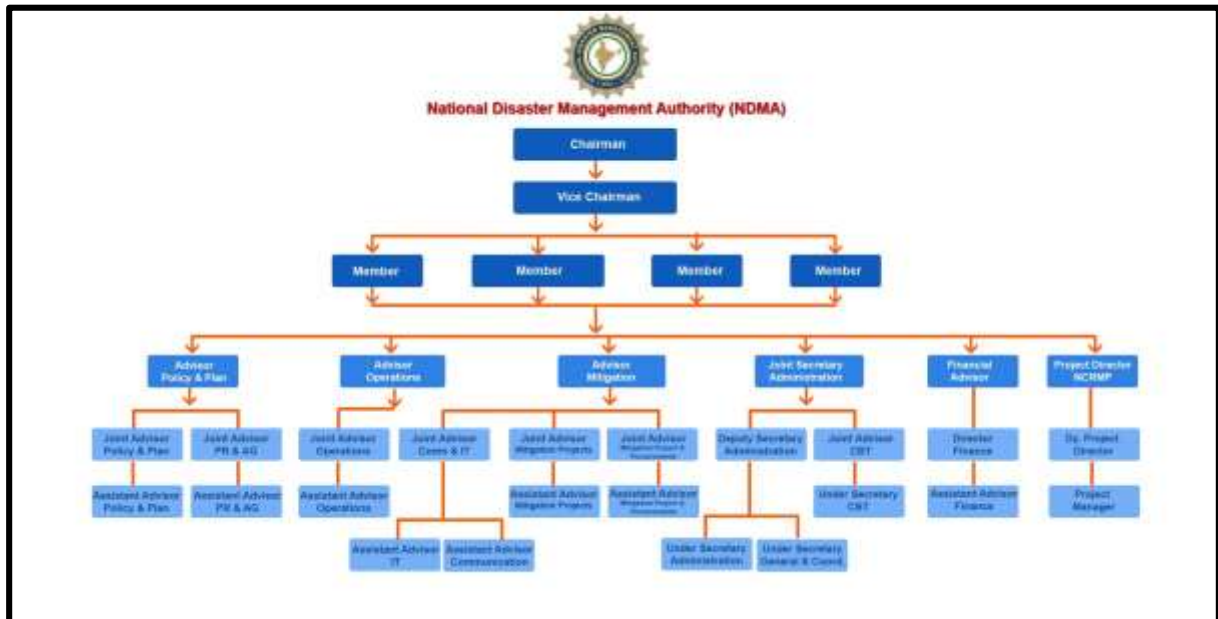 National Disaster Management Authority (NDMA)
Chairman
Vice Chairman
Member
Member
Member
Member
Advisor
Policy & Plan
Advisor
Operations
Advisor
Mitigation
Joint Secretary
Administration
Financial
Advisor
Project Director
NCRMP
Joint Advisor
Policy & Plan
Joint Advisor
PR & AG
Joint Advisor
Operations
Joint Advisor
Coms & IT
Joint Advisor
Mitigation Projects
Joint Advisor
Mitigation Project &
Deputy Secretary
Administration
Joint Advisor
CBT
Director
Finance
Dy. Project
Director
Assistant Advisor
Policy & Plan
Assistant Advisor
PR & AG
Assistant Advisor
Operations
Assistant Advisor
Mitigation Projects
Assistant Advisor
Mitigation Project &
Under Secretary
CBT
Assistant Advisor
Finance
Project
Manager
Assistant Advisor
IT
Assistant Advisor
Communication
Under Secretary
Administration
Under Secretary
General & Coord.